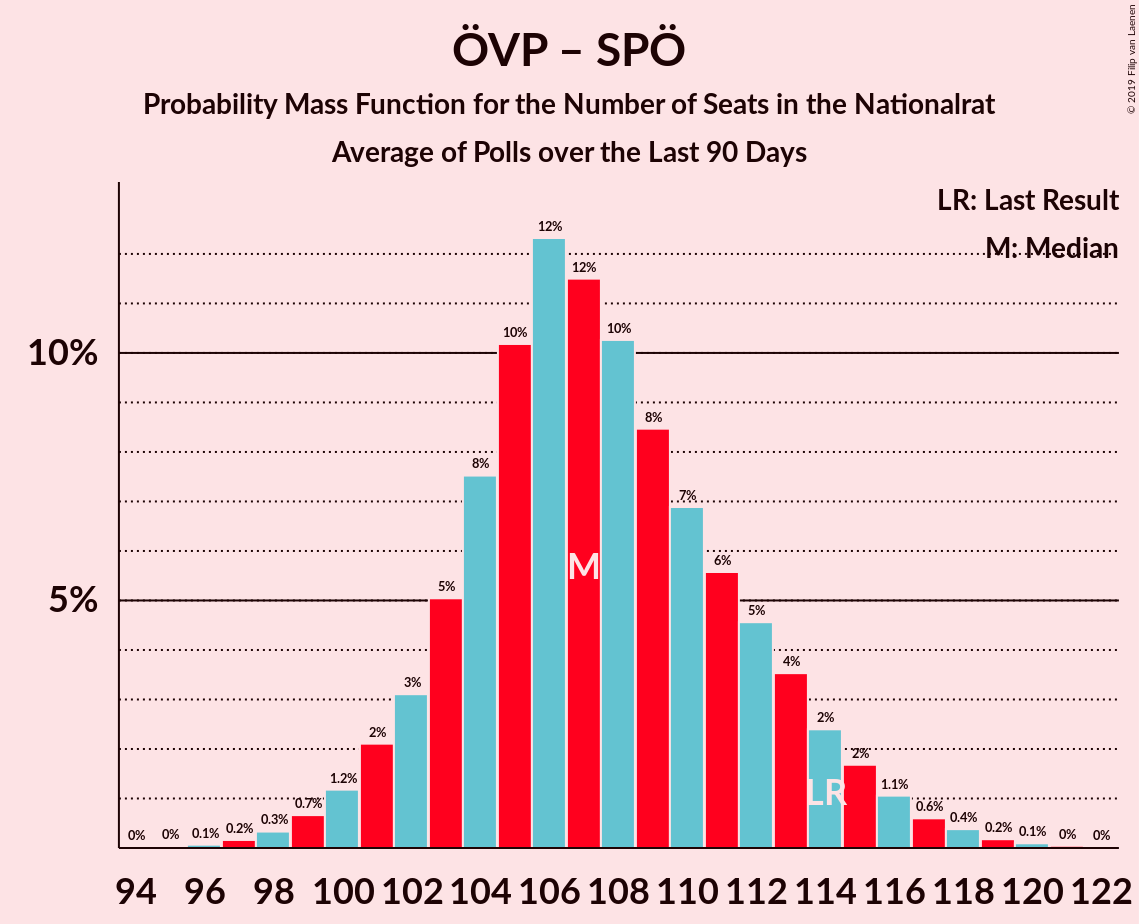 ÖVP – SPÖ
Probability Mass Function for the Number of Seats in the Nationalrat
Average of Polls over the Last 90 Days
© 2019 Filip van Laenen
LR: Last Result
M: Median
10%
5%
0% 0% 0.1% 0.2% 0.3% 0.7% 1.2% 2% 3% 5% 8% 10% 12% 12% 10% 8% 7% 6% 5% 4% 2% 2% 1.1% 0.6% 0.4% 0.2% 0.1% 0% 0%
M
LR
94 96 98 100 102 104 106 108 110 112 114 116 118 120 122